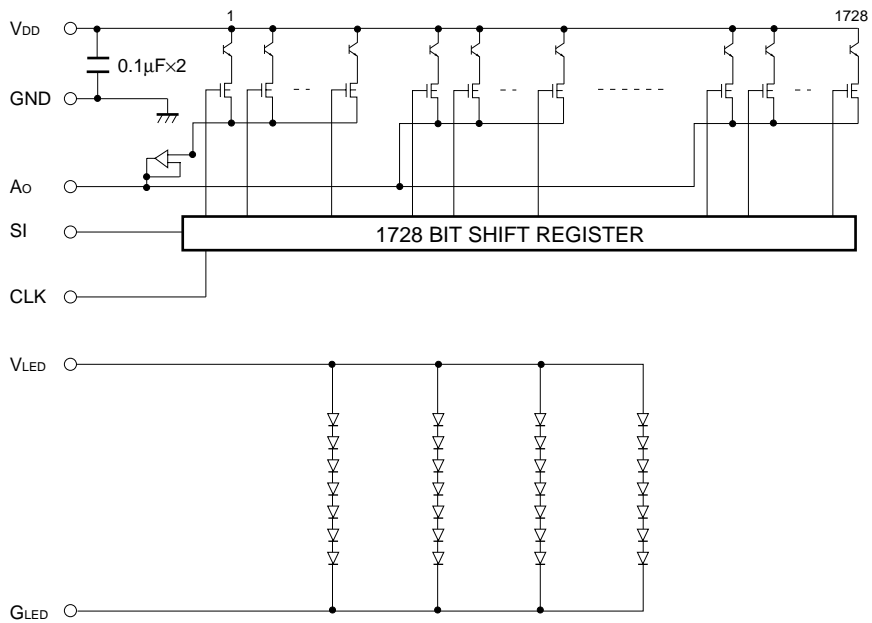 1 1728
VDD
0.1µF×2
GND
AO
SI
1728 BIT SHIFT REGISTER
CLK
VLED
GLED